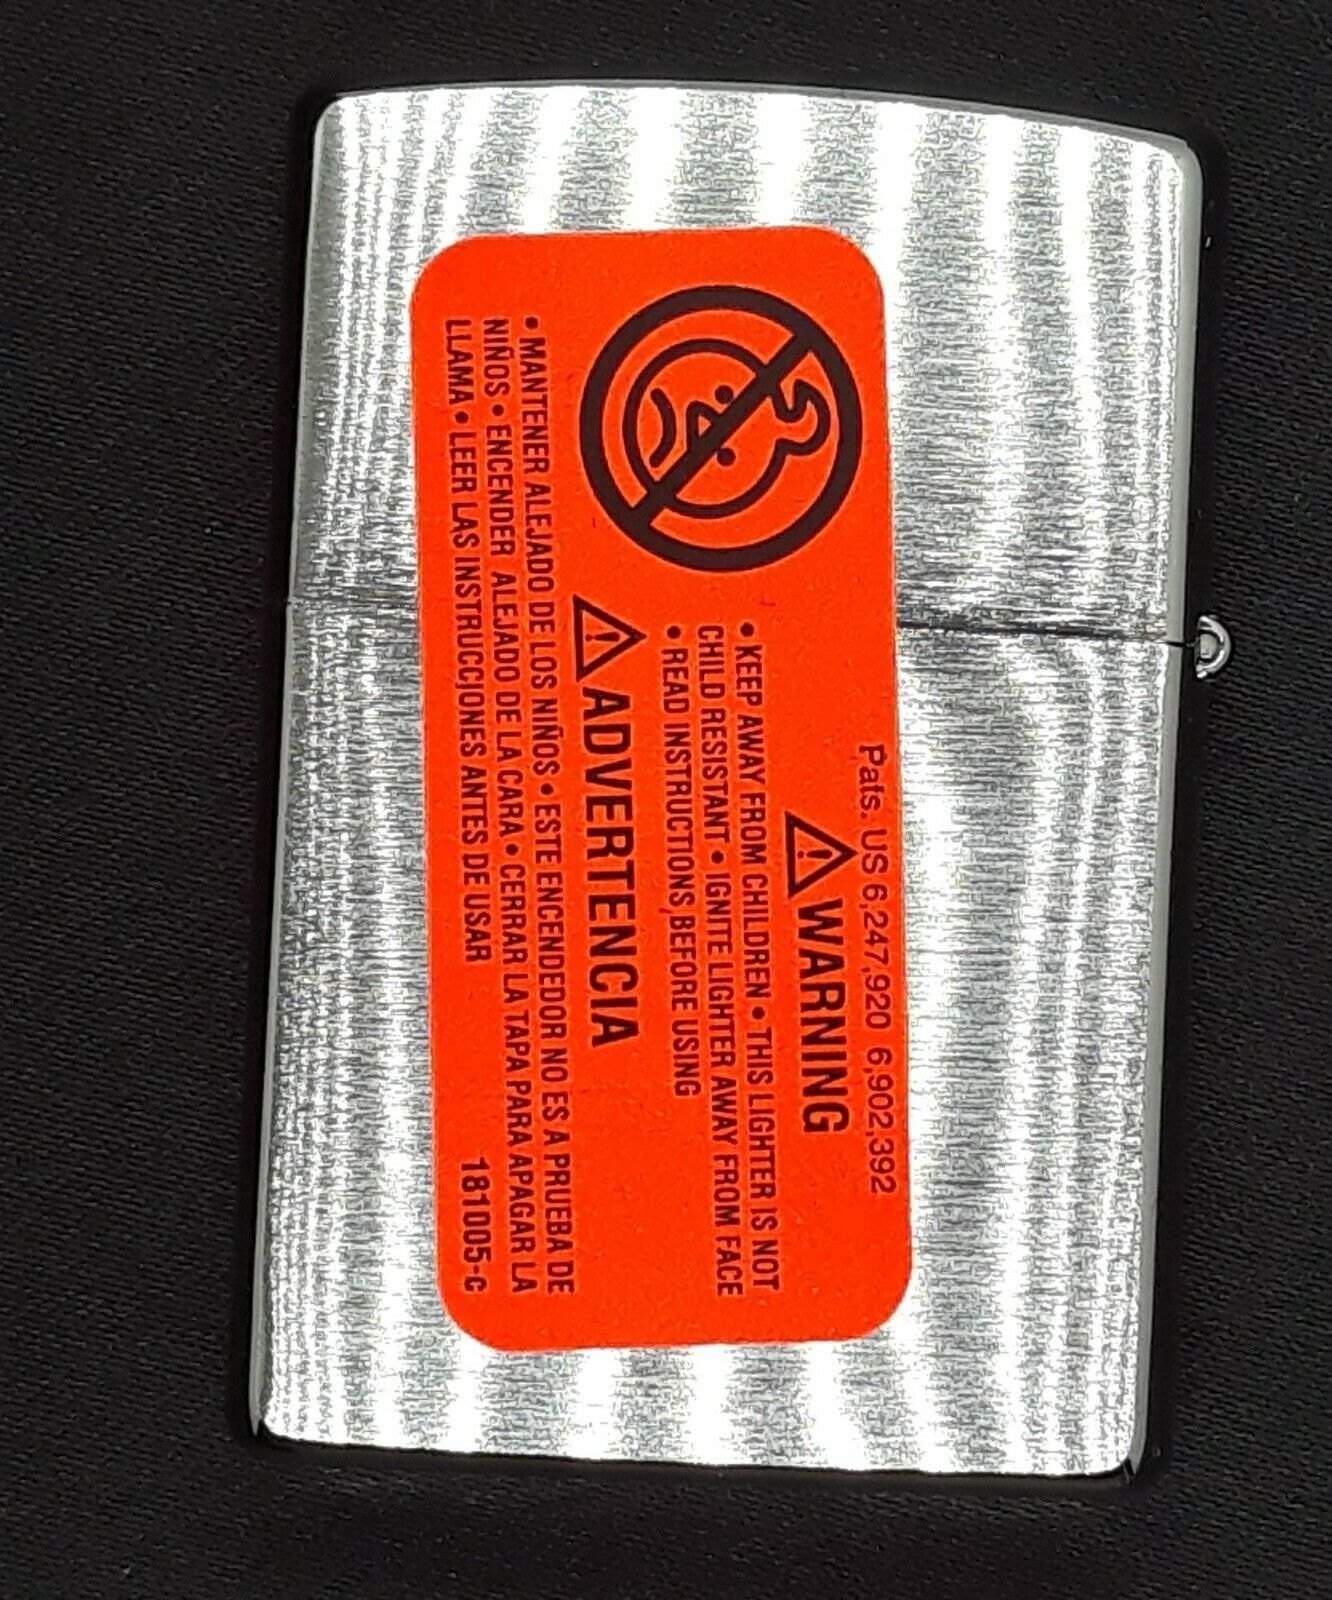 Pats. US 6,247,920 6,902,392
WARNING
• KEEP AWAY FROM CHILDREN • THIS LIGHTER IS NOT
CHILD RESISTANT • IGNITE LIGHTER AWAY FROM FACE
• READ INSTRUCTIONS BEFORE USING
ADVERTENCIA
• MANTENER ALEJADO DE LOS NIÑOS • ESTE ENCENDEDOR NO ES A PRUEBA DE
NIÑOS • ENCENDER ALEJADO DE LA CARA • CERRAR LA TAPA PARA APAGAR LA
LLAMA • LEER LAS INSTRUCCIONES ANTES DE USAR 181005-c